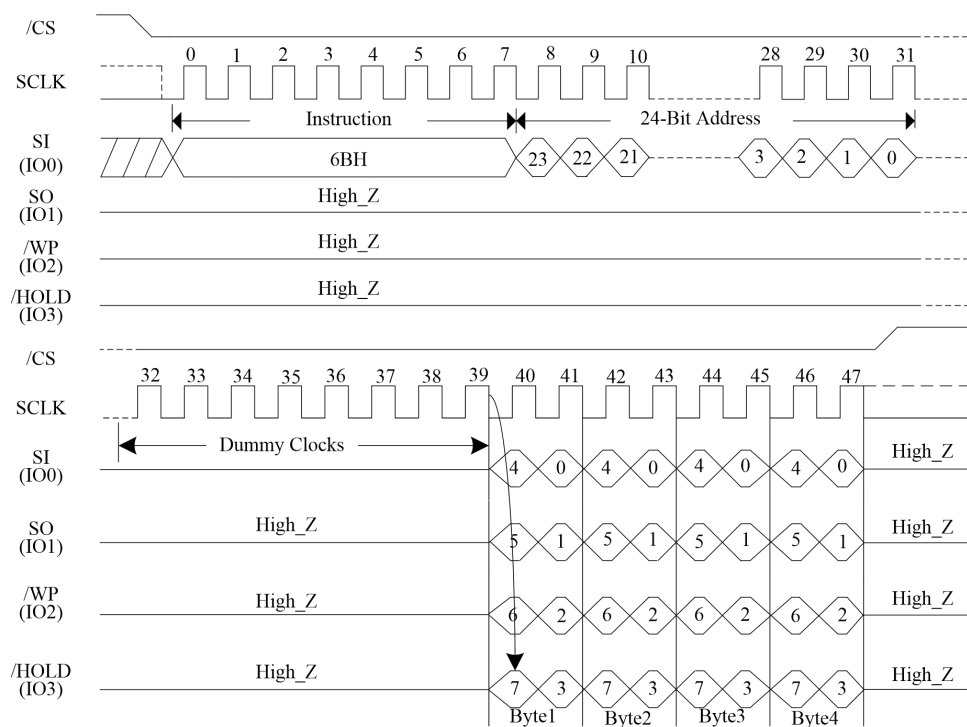 /CS
0 1 2 3 4 5 6 7 8 9 10 28 29 30 31
SCLK
Instruction 24-Bit Address
SI
(IO0)
6BH 23 22 21 3 2 1 0
SO
(IO1)
High_Z
/WP
(IO2)
High_Z
/HOLD
(IO3)
High_Z
/CS
32 33 34 35 36 37 38 39 40 41 42 43 44 45 46 47
SCLK
Dummy Clocks
SI
(IO0)
4 0 4 0 4 0 4 0 High_Z
SO
(IO1)
High_Z 5 1 5 1 5 1 5 1 High_Z
/WP
(IO2)
High_Z 6 2 6 2 6 2 6 2 High_Z
/HOLD
(IO3)
High_Z 7 3 7 3 7 3 7 3 High_Z
Byte1 Byte2 Byte3 Byte4